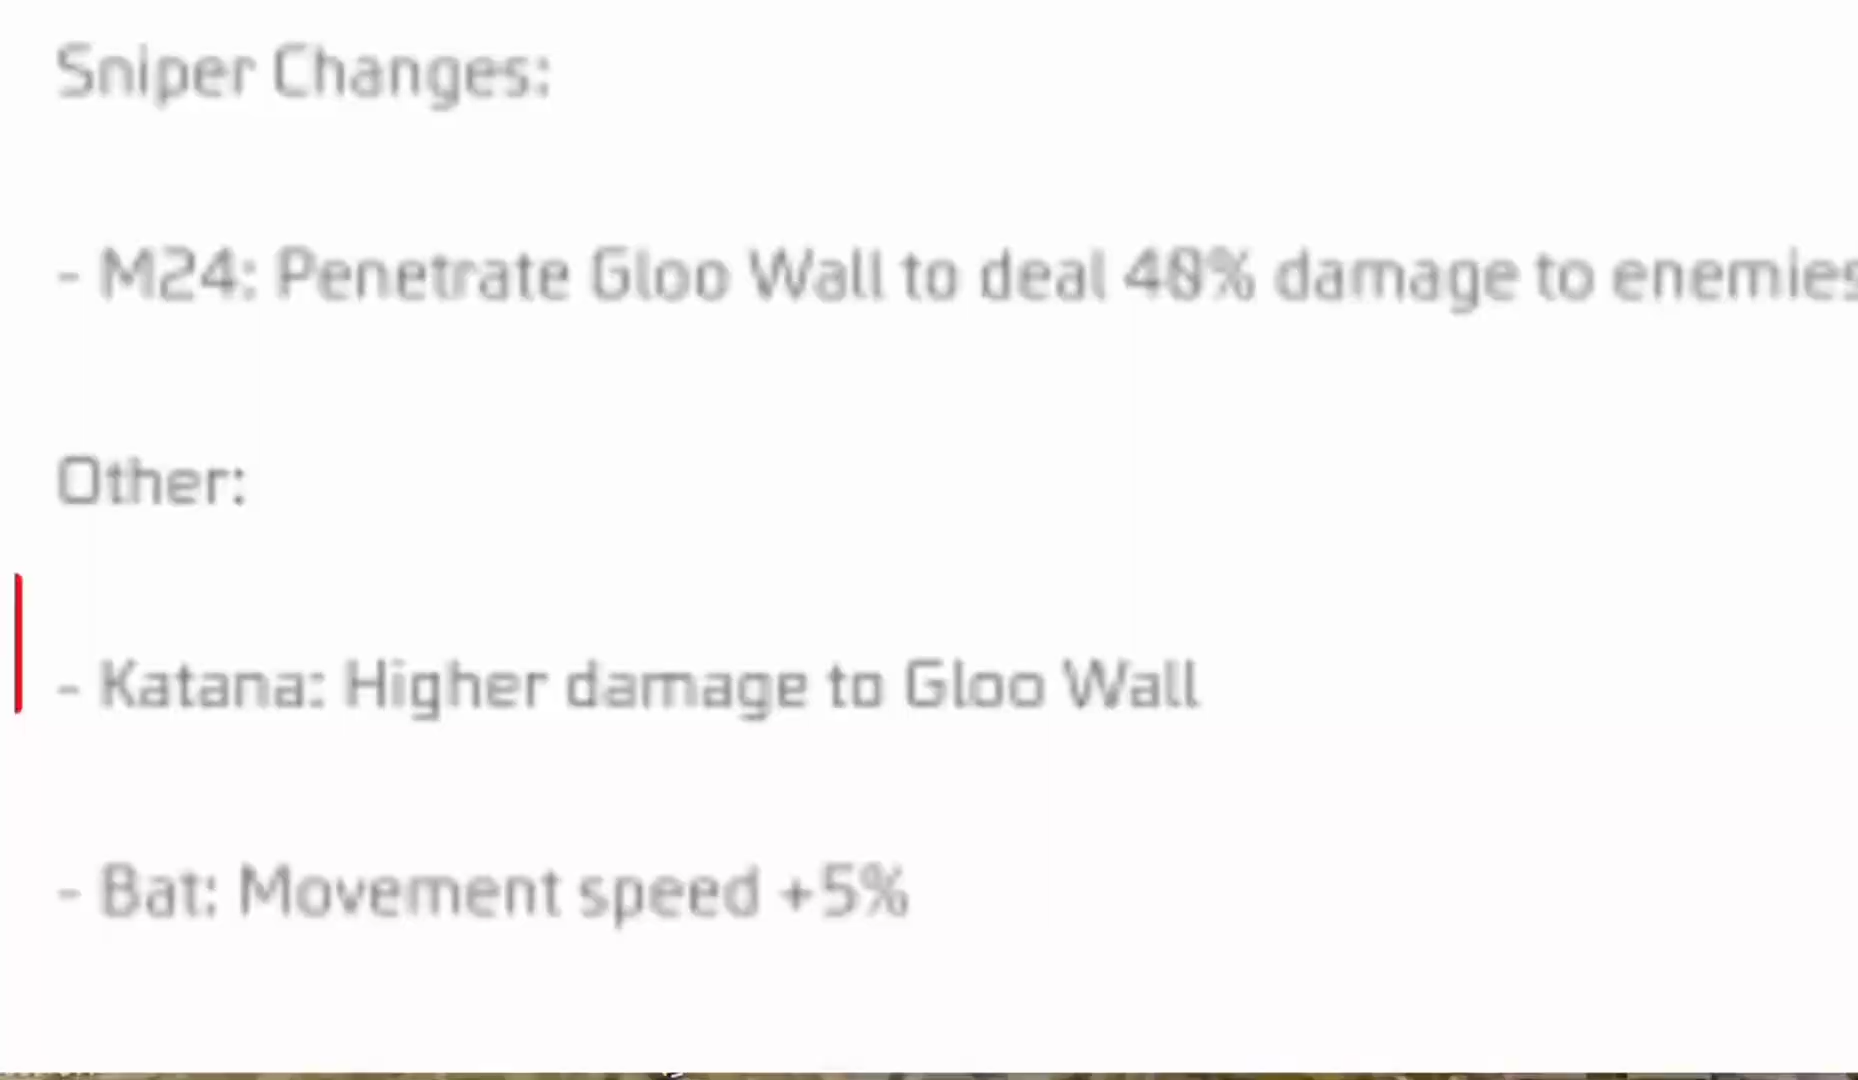 Sniper Changes:
- M24: Penetrate Gloo Wall to deal 40% damage to enemies
Other:
- Katana: Higher damage to Gloo Wall
- Bat: Movement speed +5%